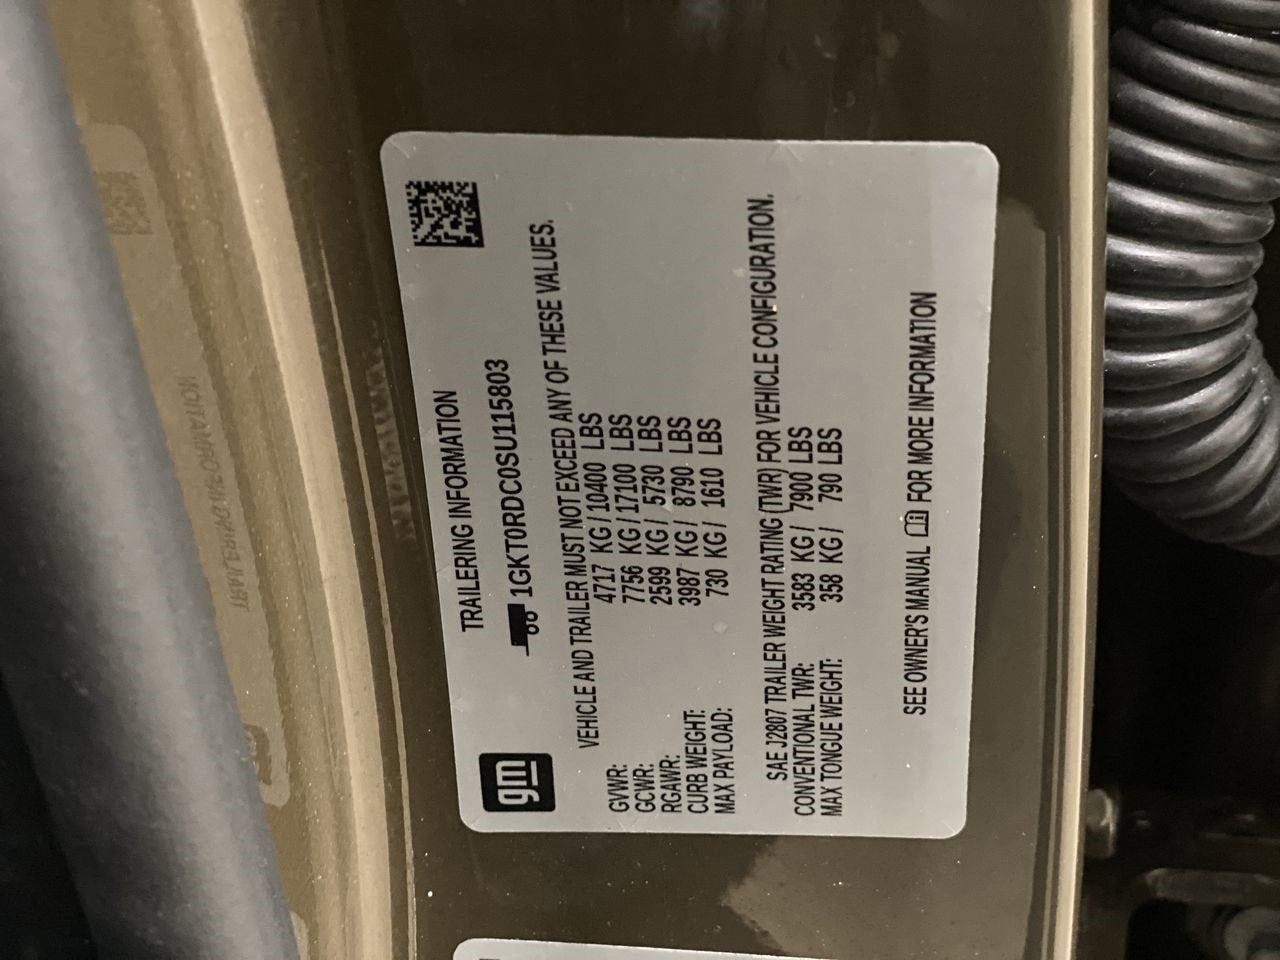 gm
TRAILERING INFORMATION
1GKT0RDC0SU115803
VEHICLE AND TRAILER MUST NOT EXCEED ANY OF THESE VALUES.
GVWR: 4717 KG / 10400 LBS
GCWR: 7756 KG / 17100 LBS
RGAWR: 2599 KG / 5730 LBS
CURB WEIGHT: 3987 KG / 8790 LBS
MAX PAYLOAD: 730 KG / 1610 LBS
SAE J2807 TRAILER WEIGHT RATING (TWR) FOR VEHICLE CONFIGURATION.
CONVENTIONAL TWR: 3583 KG / 7900 LBS
MAX TONGUE WEIGHT: 358 KG / 790 LBS
SEE OWNER'S MANUAL FOR MORE INFORMATION